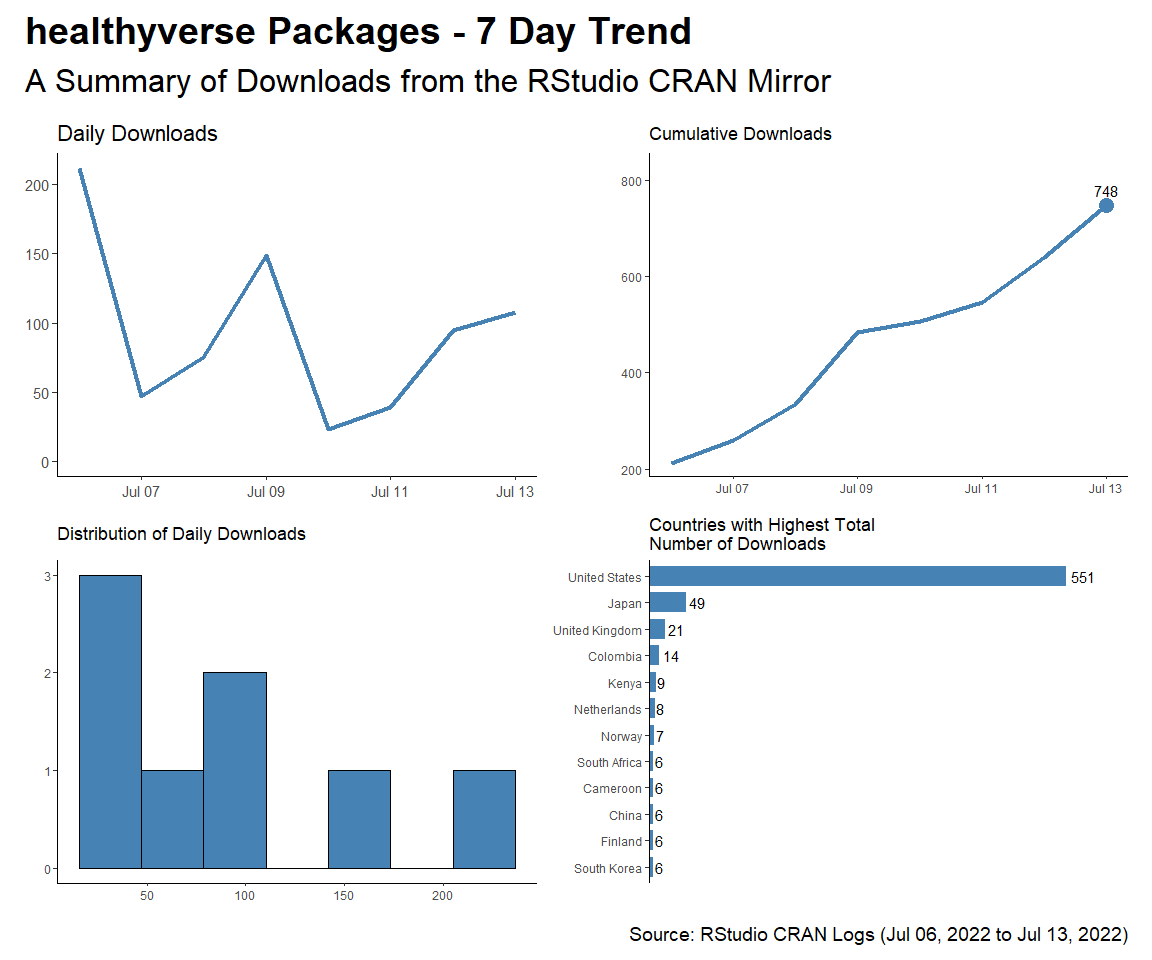 healthyverse Packages - 7 Day Trend
A Summary of Downloads from the RStudio CRAN Mirror
Daily Downloads
200
150
100
50
0
Jul 07 Jul 09 Jul 11 Jul 13
Cumulative Downloads
800
600
400
200
748
Jul 07 Jul 09 Jul 11 Jul 13
Distribution of Daily Downloads
3
2
1
0
50 100 150 200
Countries with Highest Total
Number of Downloads
United States 551
Japan 49
United Kingdom 21
Colombia 14
Kenya 9
Netherlands 8
Norway 7
South Africa 6
Cameroon 6
China 6
Finland 6
South Korea 6
Source: RStudio CRAN Logs (Jul 06, 2022 to Jul 13, 2022)